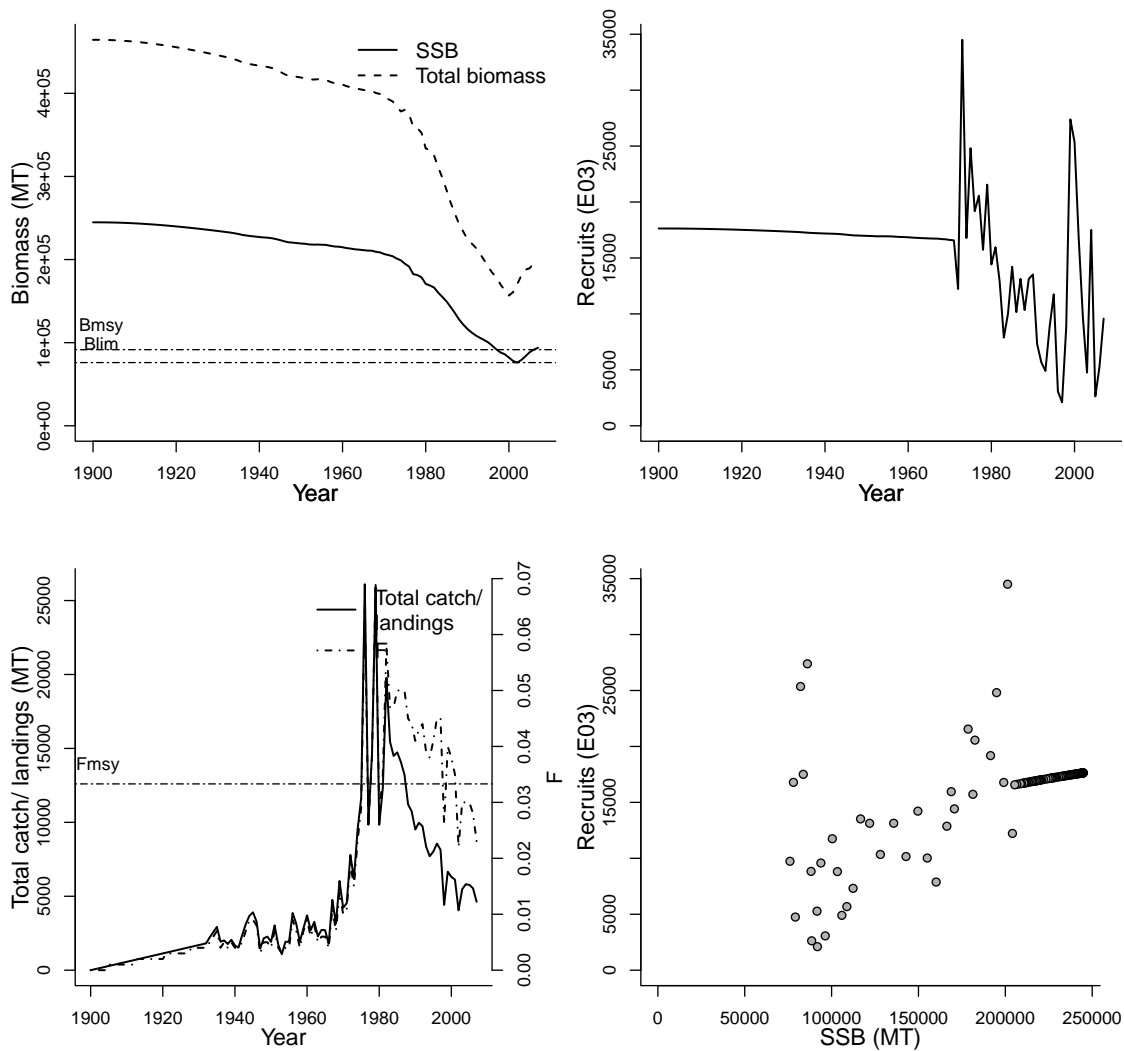 SSB
Total biomass
4e+05
3e+05
2e+05
1e+05
0e+00
Biomass (MT)
Bmsy
Blim
1900 1920 1940 1960 1980 2000
Year
35000
25000
15000
5000
0
Recruits (E03)
1900 1920 1940 1960 1980 2000
Year
Total catch/
landings
F
25000
20000
15000
10000
5000
0
Total catch/ landings (MT)
Fmsy
0.07
0.06
0.05
0.04
0.03
0.02
0.01
0.00
F
1900 1920 1940 1960 1980 2000
Year
35000
25000
15000
5000
0
Recruits (E03)
0 50000 100000 150000 200000 250000
SSB (MT)